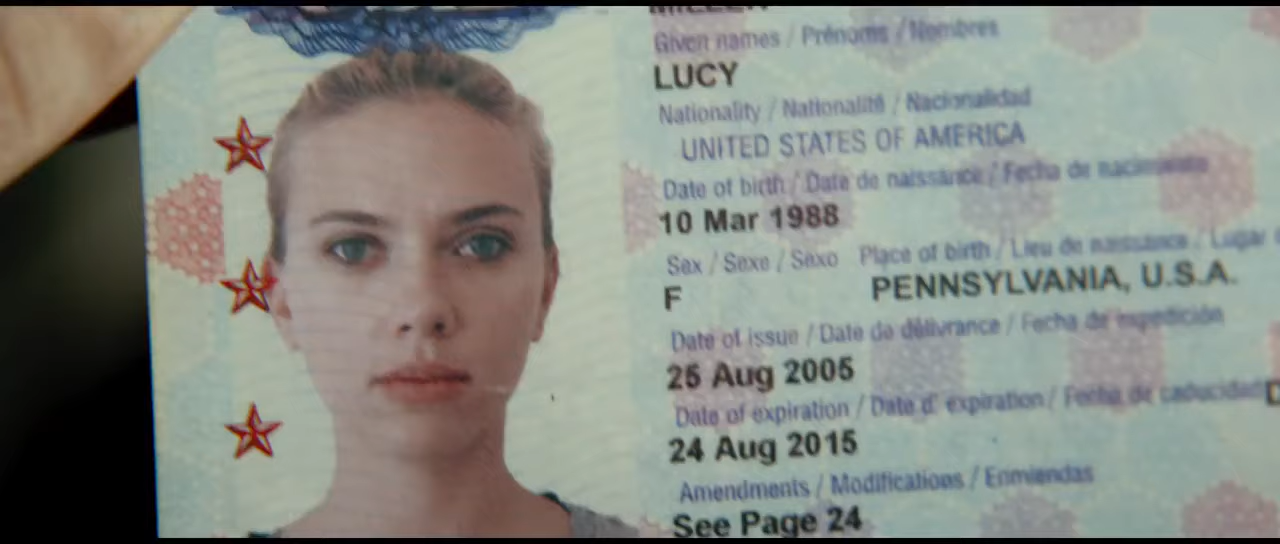 MILLER
Given names / Prénoms / Nombres
LUCY
Nationality / Nationalité / Nacionalidad
UNITED STATES OF AMERICA
Date of birth / Date de naissance / Fecha de nacimiento
10 Mar 1988
Sex / Sexe / Sexo Place of birth / Lieu de naissance / Lugar
F PENNSYLVANIA, U.S.A.
Date of issue / Date de délivrance / Fecha de expedición
25 Aug 2005
Date of expiration / Date d' expiration / Fecha de caducidad D
24 Aug 2015
Amendments / Modifications / Enmiendas
See Page 24